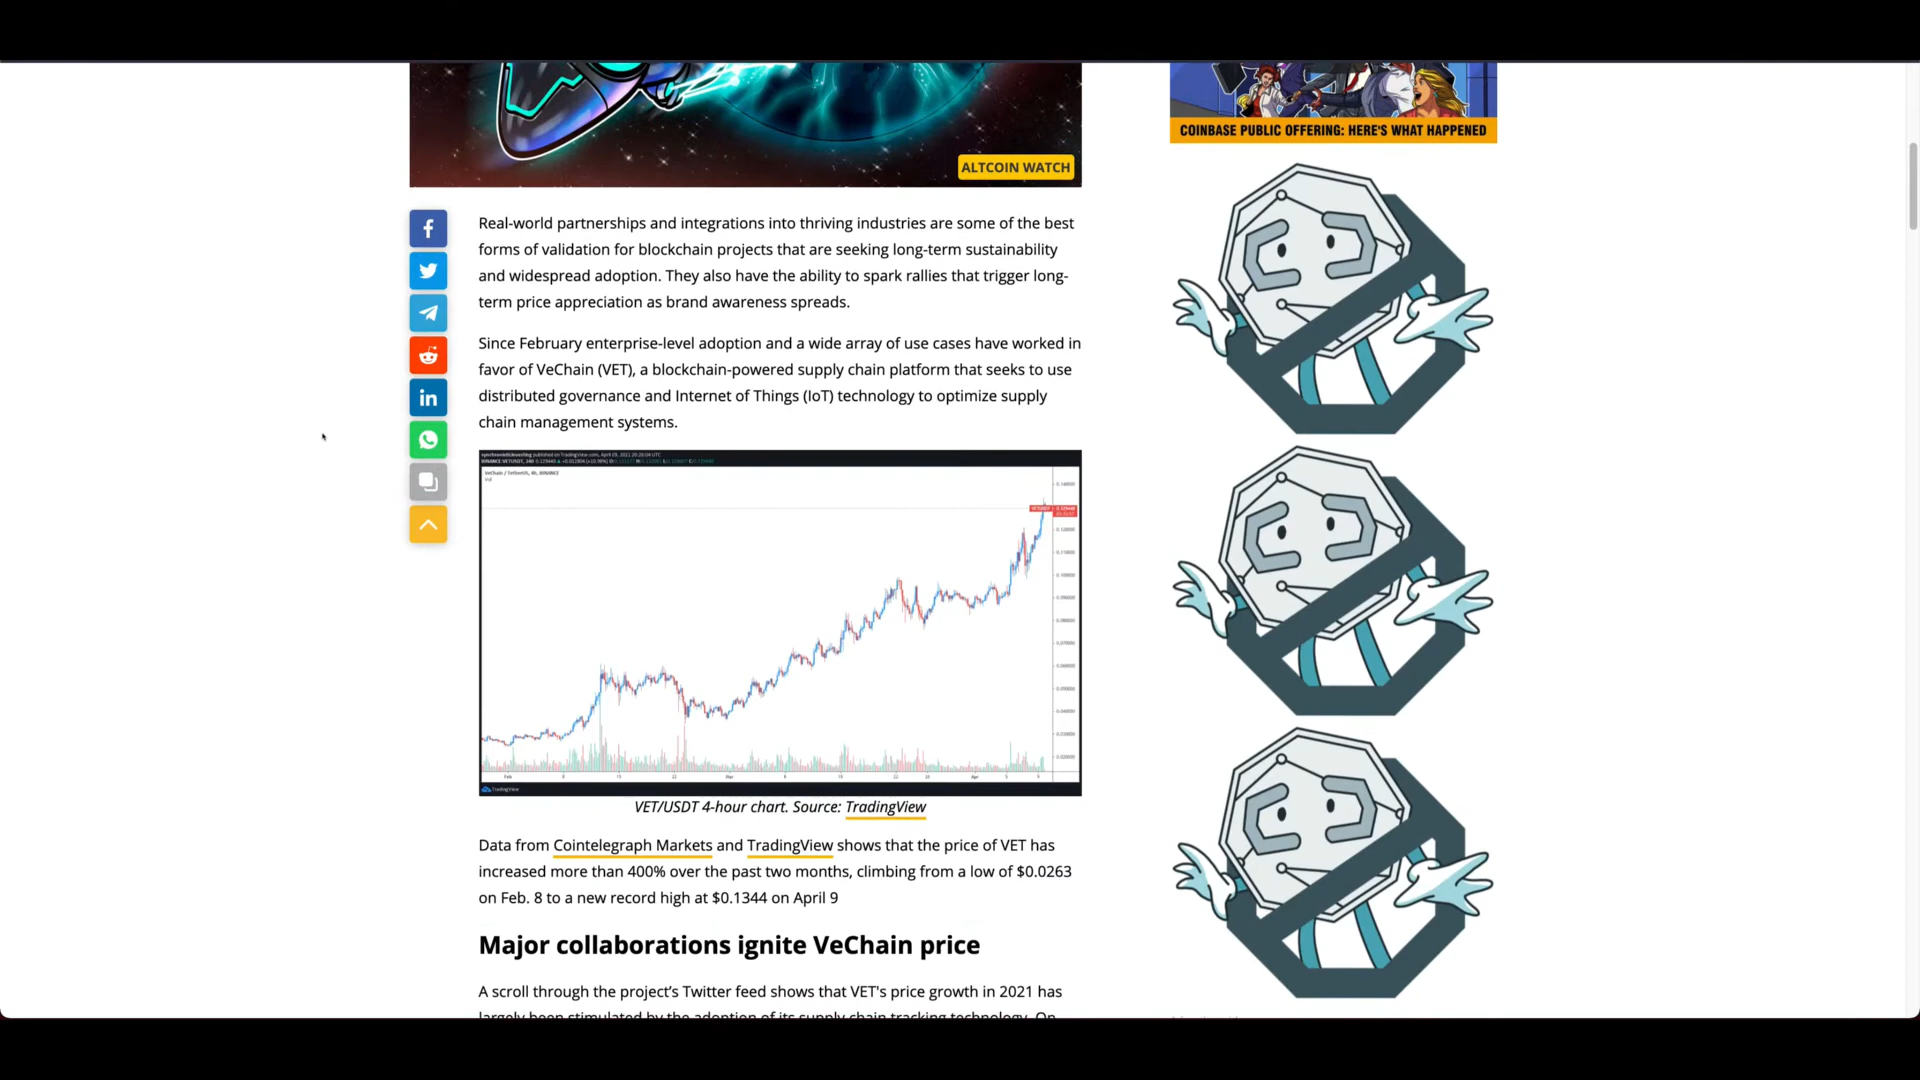 COINBASE PUBLIC OFFERING: HERE'S WHAT HAPPENED
ALTCOIN WATCH
Real-world partnerships and integrations into thriving industries are some of the best
forms of validation for blockchain projects that are seeking long-term sustainability
and widespread adoption. They also have the ability to spark rallies that trigger long-
term price appreciation as brand awareness spreads.
Since February enterprise-level adoption and a wide array of use cases have worked in
favor of VeChain (VET), a blockchain-powered supply chain platform that seeks to use
distributed governance and Internet of Things (IoT) technology to optimize supply
chain management systems.
VeChain / TetherUS, 4h, BINANCE
Vol
TradingView
VET/USDT 4-hour chart. Source: TradingView
Data from Cointelegraph Markets and TradingView shows that the price of VET has
increased more than 400% over the past two months, climbing from a low of $0.0263
on Feb. 8 to a new record high at $0.1344 on April 9
Major collaborations ignite VeChain price
A scroll through the project's Twitter feed shows that VET's price growth in 2021 has
largely been stimulated by the adoption of its supply chain tracking technology. On